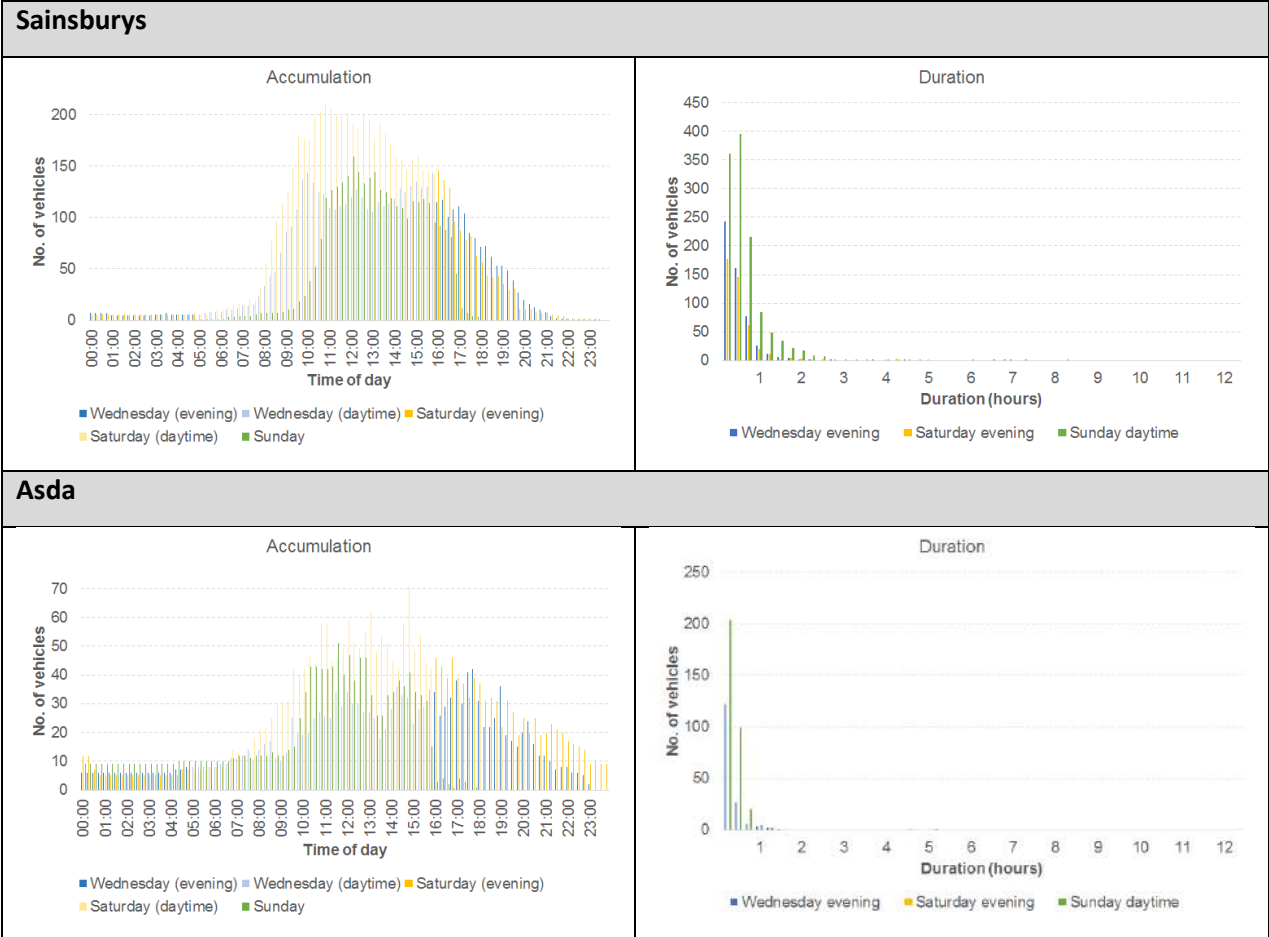 Sainsburys
Accumulation
200
150
100
50
0
No. of vehicles
00:00 01:00 02:00 03:00 04:00 05:00 06:00 07:00 08:00 09:00 10:00 11:00 12:00 13:00 14:00 15:00 16:00 17:00 18:00 19:00 20:00 21:00 22:00 23:00
Time of day
Wednesday (evening) Wednesday (daytime) Saturday (evening)
Saturday (daytime) Sunday
Duration
450
400
350
300
250
200
150
100
50
0
No. of vehicles
1 2 3 4 5 6 7 8 9 10 11 12
Duration (hours)
Wednesday evening Saturday evening Sunday daytime
Asda
Accumulation
70
60
50
40
30
20
10
0
No. of vehicles
00:00 01:00 02:00 03:00 04:00 05:00 06:00 07:00 08:00 09:00 10:00 11:00 12:00 13:00 14:00 15:00 16:00 17:00 18:00 19:00 20:00 21:00 22:00 23:00
Time of day
Wednesday (evening) Wednesday (daytime) Saturday (evening)
Saturday (daytime) Sunday
Duration
250
200
150
100
50
0
No. of vehicles
1 2 3 4 5 6 7 8 9 10 11 12
Duration (hours)
Wednesday evening Saturday evening Sunday daytime